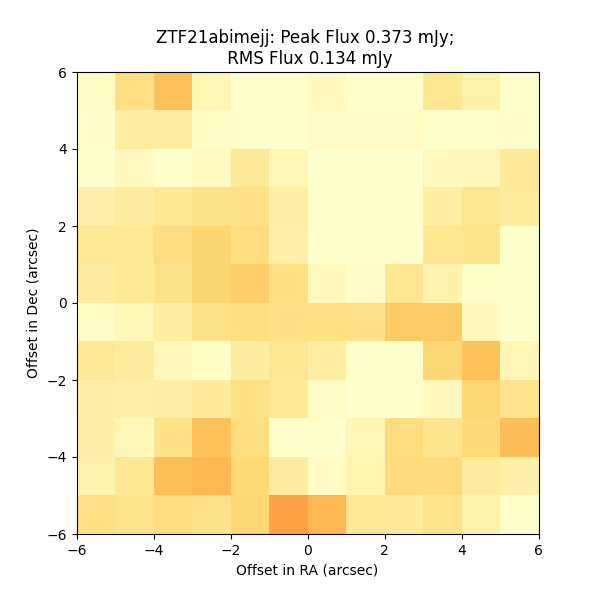 ZTF21abimejj: Peak Flux 0.373 mJy;
RMS Flux 0.134 mJy
6
4
2
0
−2
−4
−6
Offset in Dec (arcsec)
−6 −4 −2 0 2 4 6
Offset in RA (arcsec)